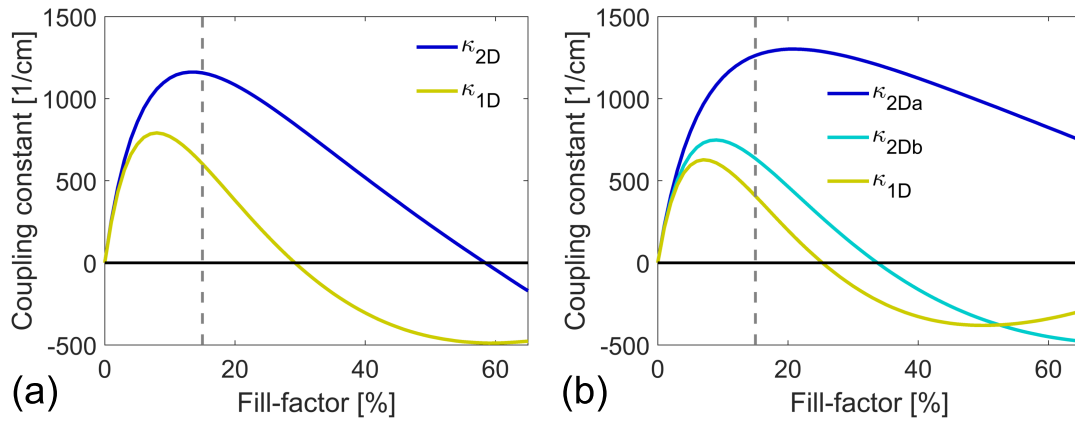 Coupling constant [1/cm]
1500
1000
500
0
-500
0 20 40 60
Fill-factor [%]
κ2D
κ1D
(a)
Coupling constant [1/cm]
1500
1000
500
0
-500
0 20 40 60
Fill-factor [%]
κ2Da
κ2Db
κ1D
(b)